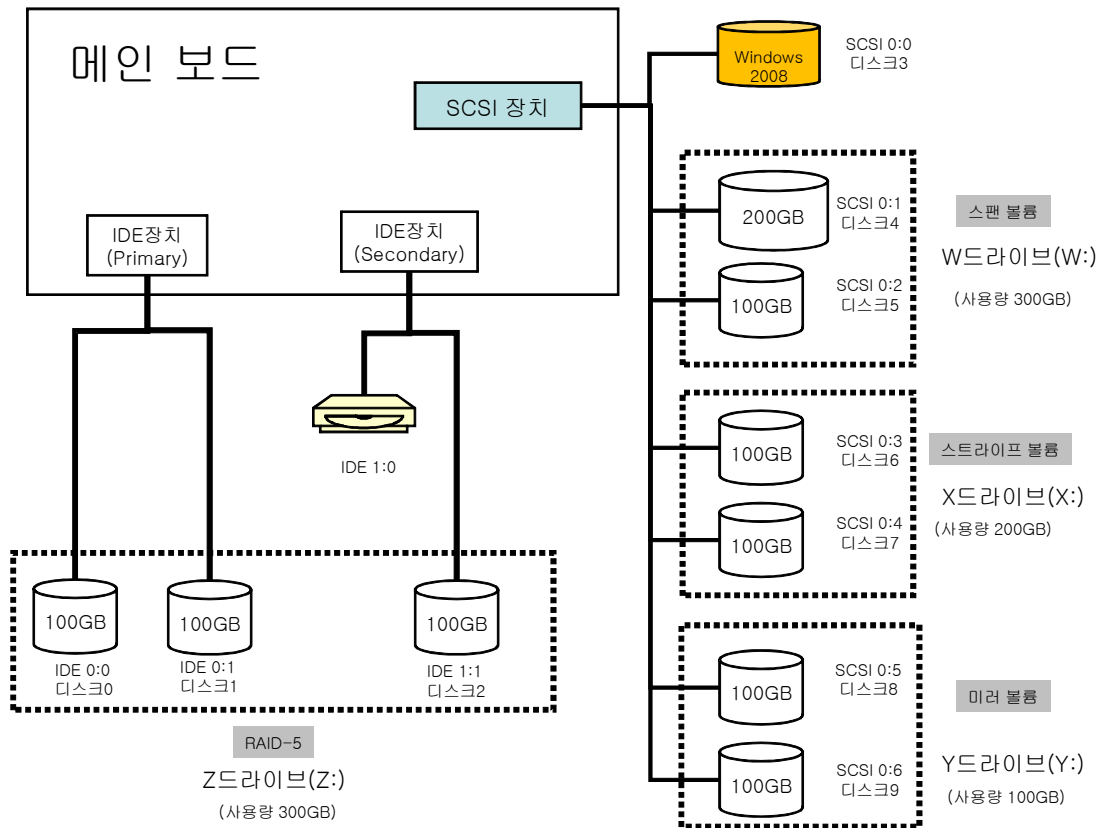 메인 보드
SCSI 장치
IDE장치
(Primary)
IDE장치
(Secondary)
IDE 1:0
100GB
IDE 0:0
디스크0
100GB
IDE 0:1
디스크1
100GB
IDE 1:1
디스크2
RAID-5
Z드라이브(Z:)
(사용량 300GB)
Windows
2008
SCSI 0:0
디스크3
200GB
SCSI 0:1
디스크4
100GB
SCSI 0:2
디스크5
스팬 볼륨
W드라이브(W:)
(사용량 300GB)
100GB
SCSI 0:3
디스크6
100GB
SCSI 0:4
디스크7
스트라이프 볼륨
X드라이브(X:)
(사용량 200GB)
100GB
SCSI 0:5
디스크8
100GB
SCSI 0:6
디스크9
미러 볼륨
Y드라이브(Y:)
(사용량 100GB)